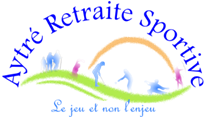 Aytré Retraite Sportive
Le jeu et non l'enjeu